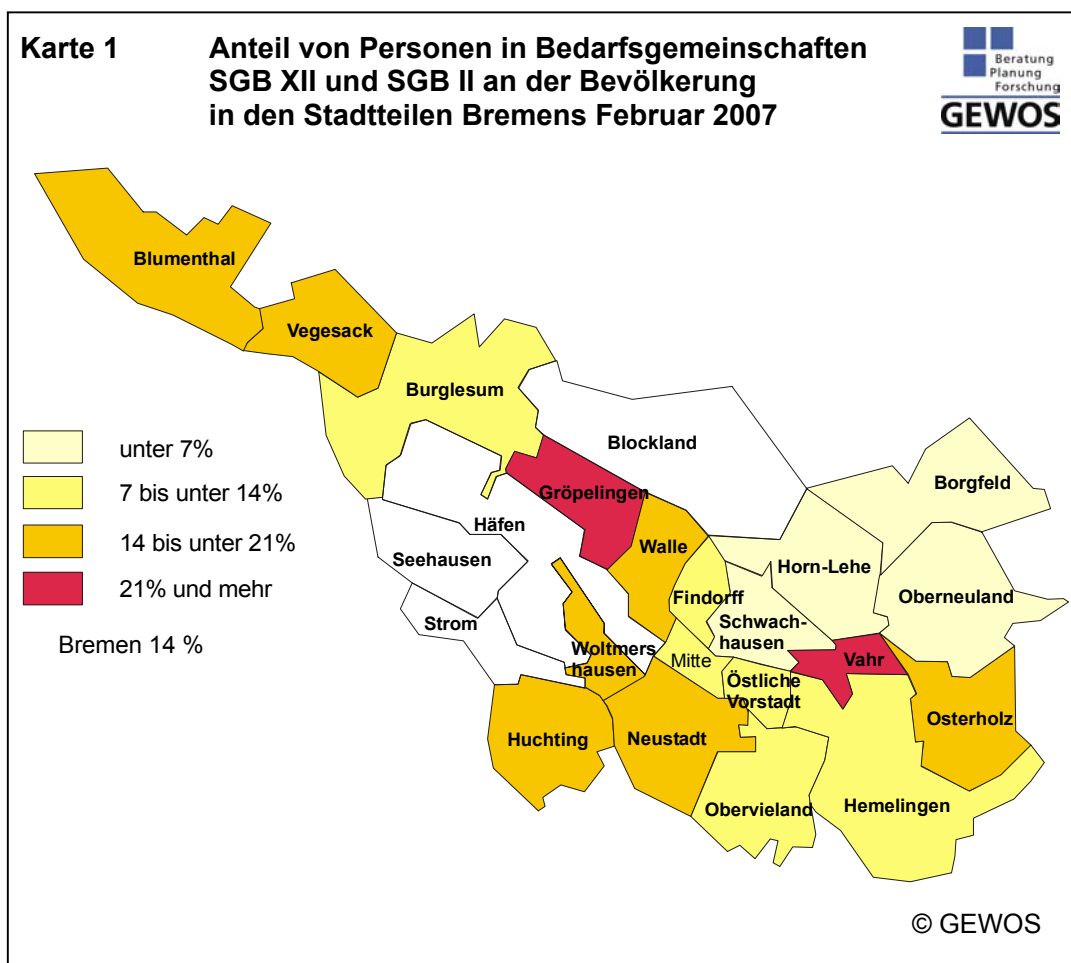 Karte 1 Anteil von Personen in Bedarfsgemeinschaften
SGB XII und SGB II an der Bevölkerung
in den Stadtteilen Bremens Februar 2007
Beratung
Planung
Forschung
GEWOS
Blumenthal
Vegesack
Burglesum
Blockland
Borgfeld
Gröpelingen
Häfen
Seehausen
Walle
Horn-Lehe
Oberneuland
Findorff
Strom
Schwach-
hausen
Woltmers
hausen
Mitte
Vahr
Östliche
Vorstadt
Osterholz
Huchting
Neustadt
Obervieland
Hemelingen
unter 7%
7 bis unter 14%
14 bis unter 21%
21% und mehr
Bremen 14 %
© GEWOS